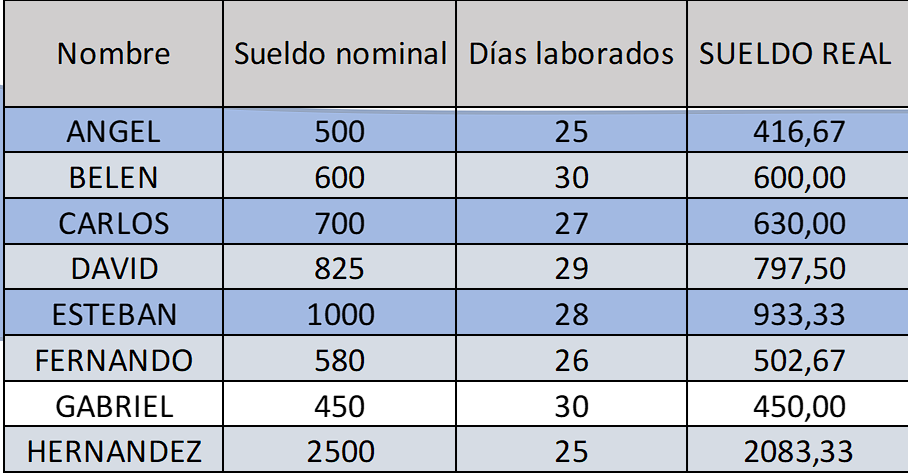 Nombre Sueldo nominal Días laborados SUELDO REAL
ANGEL 500 25 416,67
BELEN 600 30 600,00
CARLOS 700 27 630,00
DAVID 825 29 797,50
ESTEBAN 1000 28 933,33
FERNANDO 580 26 502,67
GABRIEL 450 30 450,00
HERNANDEZ 2500 25 2083,33